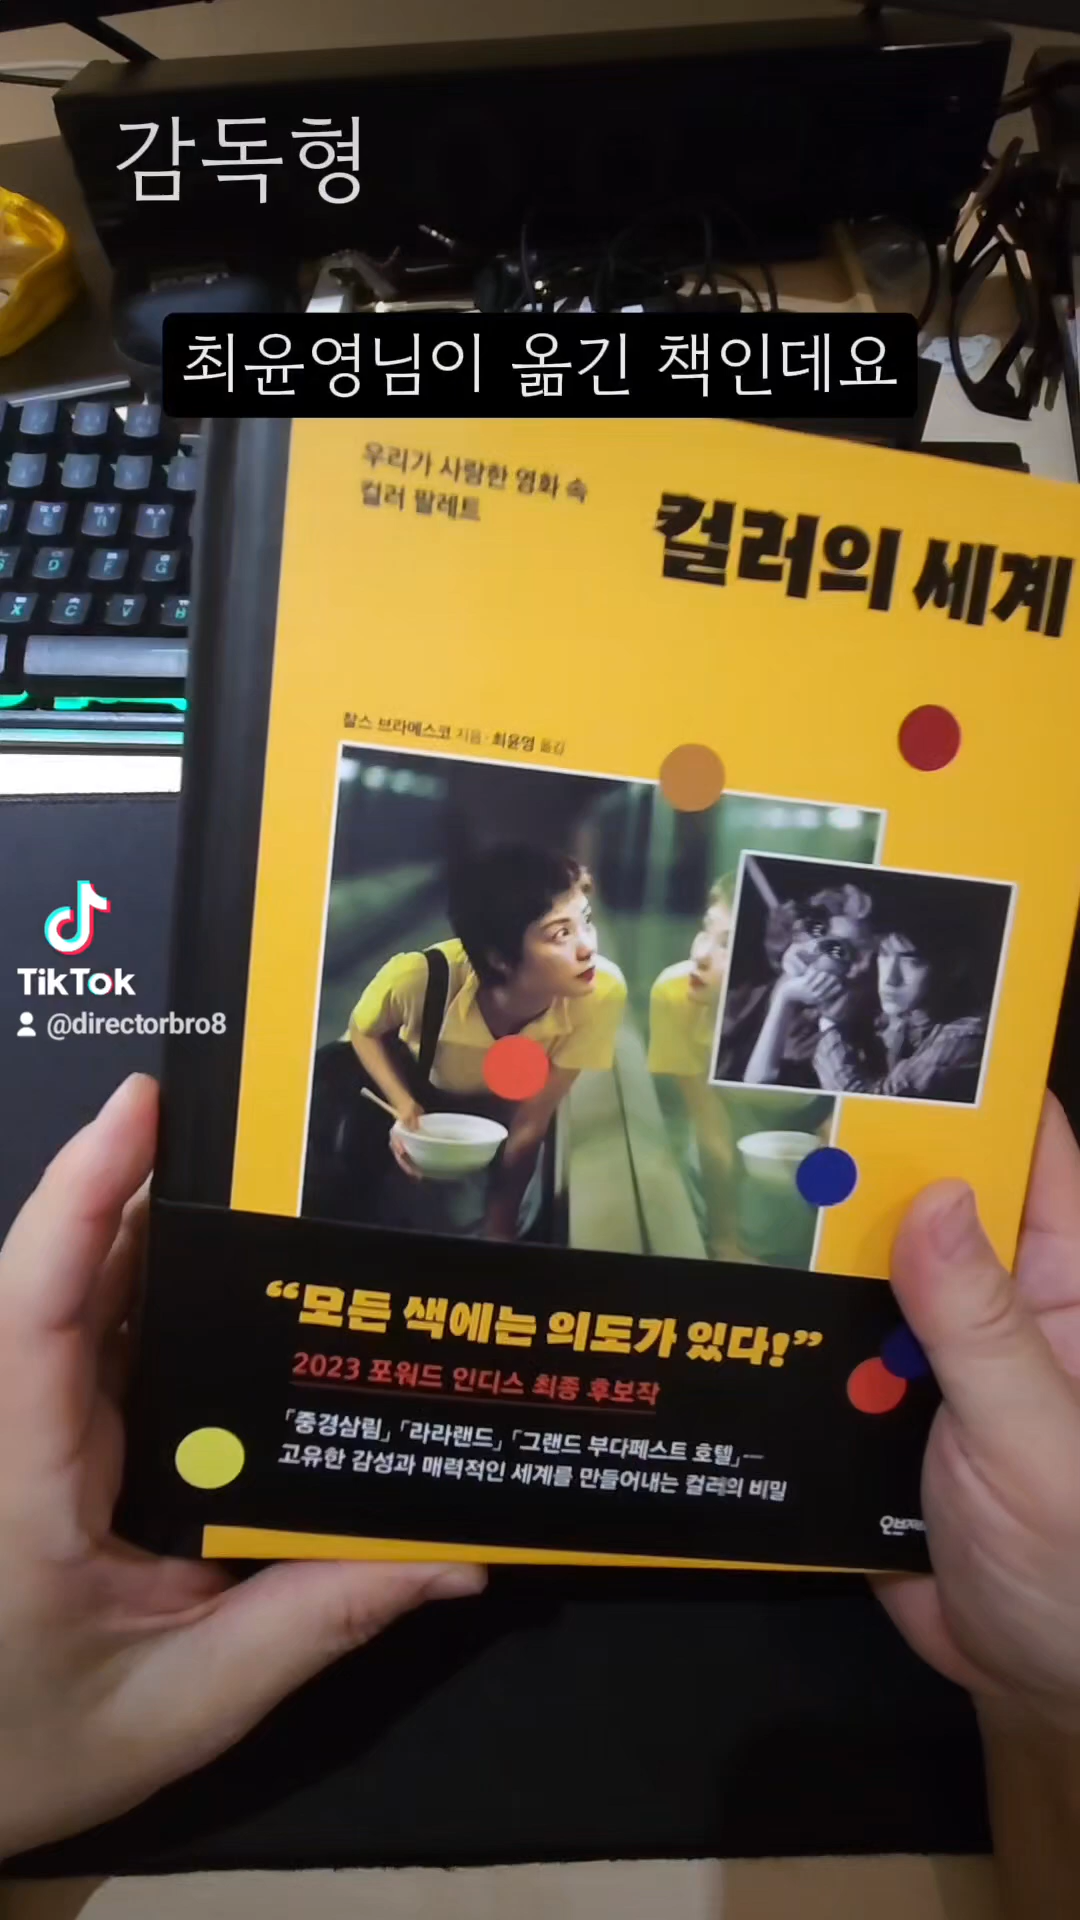 감독형
최윤영님이 옮긴 책인데요
우리가 사랑한 영화 속
컬러 팔레트
컬러의 세계
찰스 브라메스코 지음·최윤영 옮김
TikTok
@directorbro8
“모든 색에는 의도가 있다!”
2023 포워드 인디스 최종 후보작
「중경삼림」「라라랜드」「그랜드 부다페스트 호텔」…
고유한 감성과 매력적인 세계를 만들어내는 컬러의 비밀
E R T
D F G
X C V B